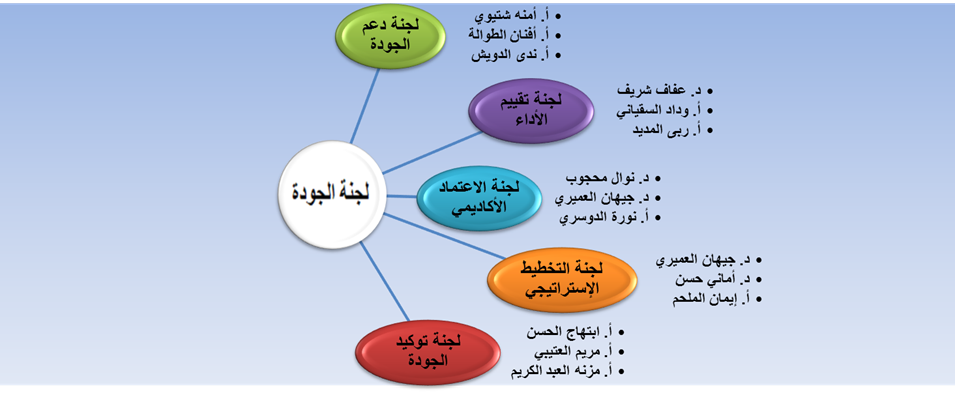 لجنة الجودة
لجنة دعم
الجودة
• أ. أمنه شتيوي
• أ. أفنان الطوالة
• أ. ندى الدويش
لجنة تقييم
الأداء
• د. عفاف شريف
• أ. وداد السقياني
• أ. ربى المديد
لجنة الاعتماد
الأكاديمي
• د. نوال محجوب
• د. جيهان العميري
• أ. نورة الدوسري
لجنة التخطيط
الإستراتيجي
• د. جيهان العميري
• د. أماني حسن
• أ. إيمان الملحم
لجنة توكيد
الجودة
• أ. ابتهاج الحسن
• أ. مريم العتيبي
• أ. مزنه العبد الكريم